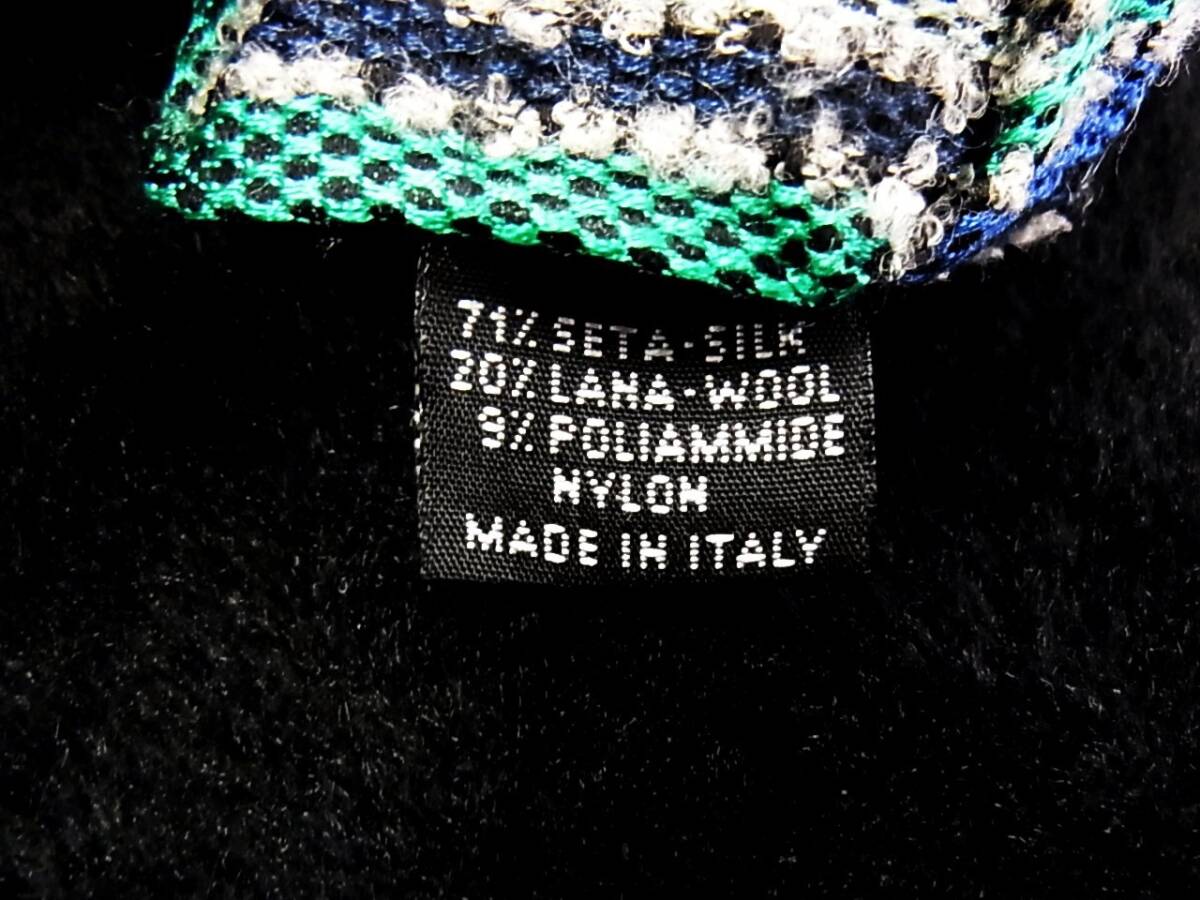 71% SETA-SILK
20% LANA-WOOL
9% POLIAMMIDE
NYLON
MADE IN ITALY